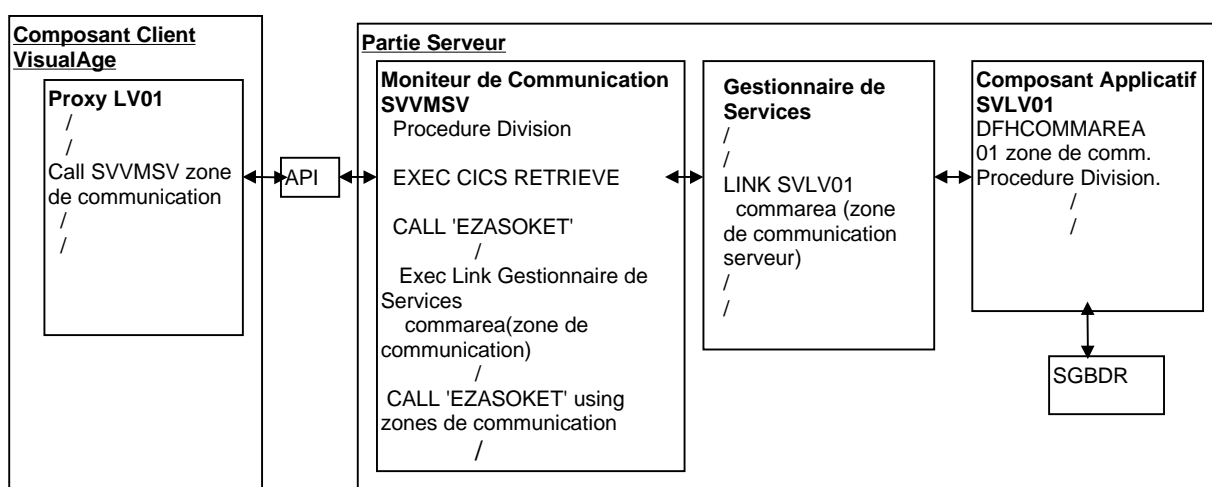 Composant Client
VisualAge
Proxy LV01
/
/
Call SVVMSV zone
de communication
/
/
API
Partie Serveur
Moniteur de Communication
SVVMSV
Procedure Division
EXEC CICS RETRIEVE
CALL 'EZASOKET'
/
Exec Link Gestionnaire de
Services
commarea(zone de
communication)
/
CALL 'EZASOKET' using
zones de communication
/
Gestionnaire de
Services
/
/
LINK SVLV01
commarea (zone
de communication
serveur)
/
/
Composant Applicatif
SVLV01
DFHCOMMAREA
01 zone de comm.
Procedure Division.
/
/
SGBDR